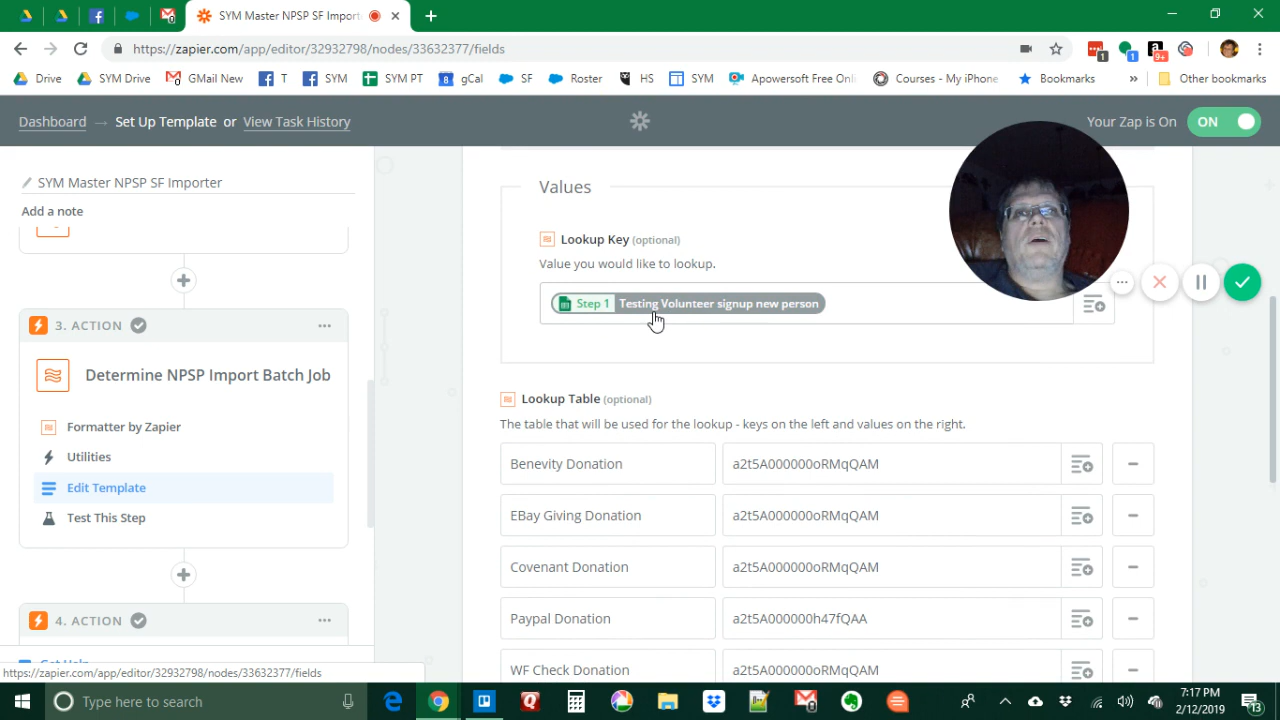 SYM Master NPSP SF Import
https://zapier.com/app/editor/32932798/nodes/33632377/fields
1
1
9+
Drive
SYM Drive
GMail New
T
SYM
SYM PT
8
gCal
SF
Roster
HS
SYM
Apowersoft Free Onli
Courses - My iPhone
Bookmarks
»
Other bookmarks
Dashboard → Set Up Template or View Task History
Your Zap is On
ON
SYM Master NPSP SF Importer
Add a note
3. ACTION
Determine NPSP Import Batch Job
Formatter by Zapier
Utilities
Edit Template
Test This Step
4. ACTION
Values
Lookup Key (optional)
Value you would like to lookup.
Step 1 Testing Volunteer signup new person
Lookup Table (optional)
The table that will be used for the lookup - keys on the left and values on the right.
Benevity Donation a2t5A000000oRMqQAM
EBay Giving Donation a2t5A000000oRMqQAM
Covenant Donation a2t5A000000oRMqQAM
Paypal Donation a2t5A000000h47fQAA
WF Check Donation a2t5A000000oRMqQAM
https://zapier.com/app/editor/32932798/nodes/33632377/fields
Type here to search
7:17 PM
2/12/2019
13